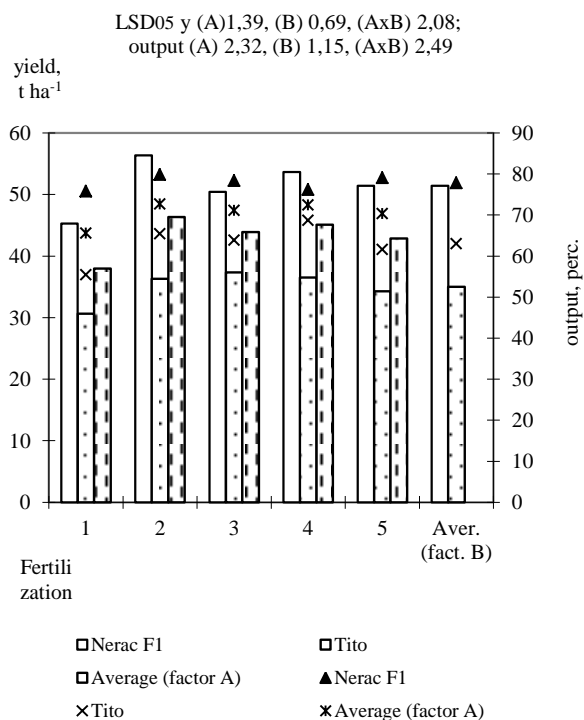 LSD05 y (A)1,39, (B) 0,69, (AxB) 2,08;
output (A) 2,32, (B) 1,15, (AxB) 2,49
yield,
t ha-1
60
50
40
30
20
10
0
90
80
70
60
50
40
30
20
10
0
output, perc.
1 2 3 4 5 Aver.
(fact. B)
Fertili
zation
Nerac F1 Tito
Average (factor A) Nerac F1
Tito Average (factor A)